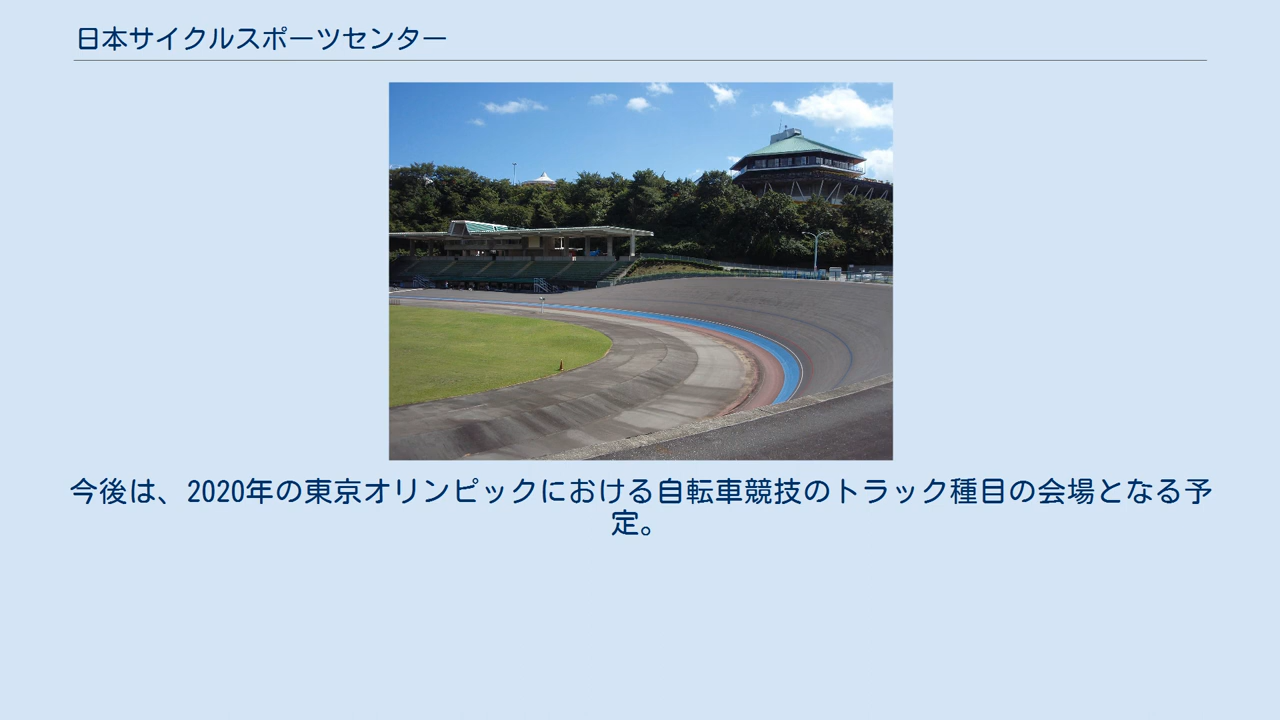 日本サイクルスポーツセンター
今後は、2020年の東京オリンピックにおける自転車競技のトラック種目の会場となる予
定。